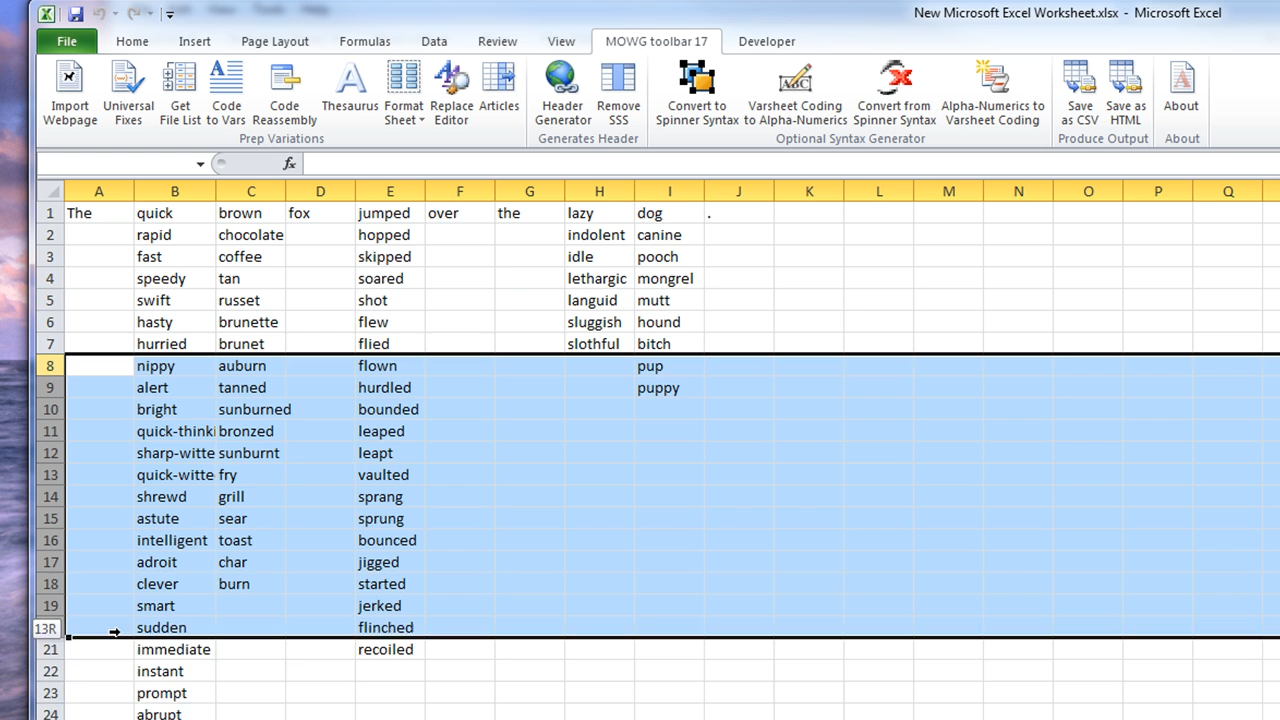 New Microsoft Excel Worksheet.xlsx - Microsoft Excel
File Home Insert Page Layout Formulas Data Review View MOWG toolbar 17 Developer
Import Webpage Universal Fixes Get File List Code to Vars Code Reassembly Thesaurus Format Sheet Replace Editor Articles Header Generator Remove SSS Convert to Spinner Syntax Varsheet Coding to Alpha-Numerics Convert from Spinner Syntax Alpha-Numerics to Varsheet Coding Save as CSV Save as HTML About
Prep Variations Generates Header Optional Syntax Generator Produce Output About
fx
A B C D E F G H I J K L M N O P Q
1 The quick brown fox jumped over the lazy dog .
2 rapid chocolate hopped indolent canine
3 fast coffee skipped idle pooch
4 speedy tan soared lethargic mongrel
5 swift russet shot languid mutt
6 hasty brunette flew sluggish hound
7 hurried brunet flied slothful bitch
8 nippy auburn flown pup
9 alert tanned hurdled puppy
10 bright sunburned bounded
11 quick-thinki bronzed leaped
12 sharp-witte sunburnt leapt
13 quick-witte fry vaulted
14 shrewd grill sprang
15 astute sear sprung
16 intelligent toast bounced
17 adroit char jigged
18 clever burn started
19 smart jerked
13R sudden flinched
21 immediate recoiled
22 instant
23 prompt
24 abrupt